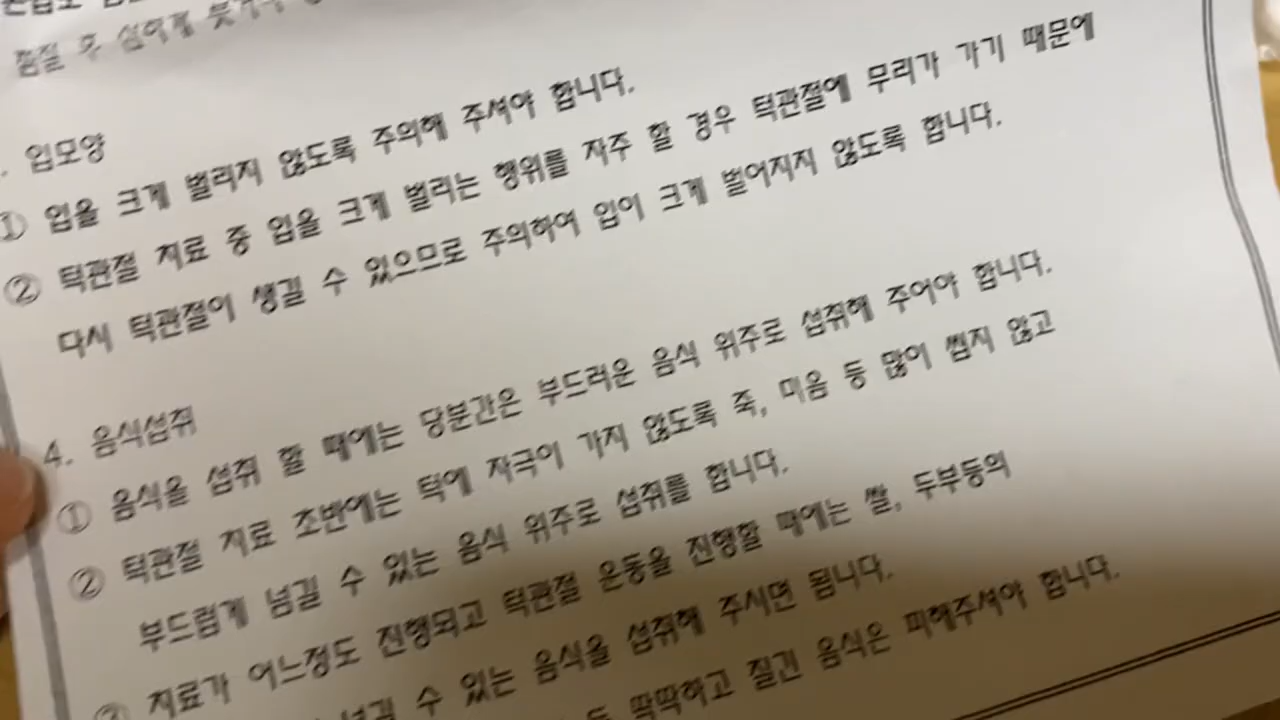 찜질 후 심하게 붓거나
. 입모양
① 입을 크게 벌리지 않도록 주의해 주셔야 합니다.
② 턱관절 치료 중 입을 크게 벌리는 행위를 자주 할 경우 턱관절에 무리가 가기 때문에
다시 턱관절이 생길 수 있으므로 주의하여 입이 크게 벌어지지 않도록 합니다.
4. 음식섭취
① 음식을 섭취 할 때에는 당분간은 부드러운 음식 위주로 섭취해 주어야 합니다.
② 턱관절 치료 초반에는 턱에 자극이 가지 않도록 죽, 미음 등 많이 씹지 않고
부드럽게 넘길 수 있는 음식 위주로 섭취를 합니다.
③ 치료가 어느정도 진행되고 턱관절 운동을 진행할 때에는 쌀, 두부등의
넘길 수 있는 음식을 섭취해 주시면 됩니다.
등 딱딱하고 질긴 음식은 피해주셔야 합니다.